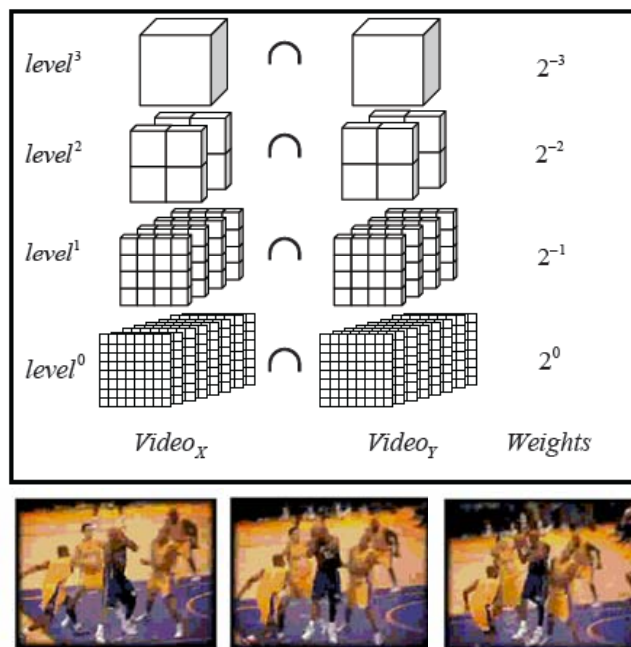 level³ ∩ 2⁻³
level² ∩ 2⁻²
level¹ ∩ 2⁻¹
level⁰ ∩ 2⁰
Video_X Video_Y Weights